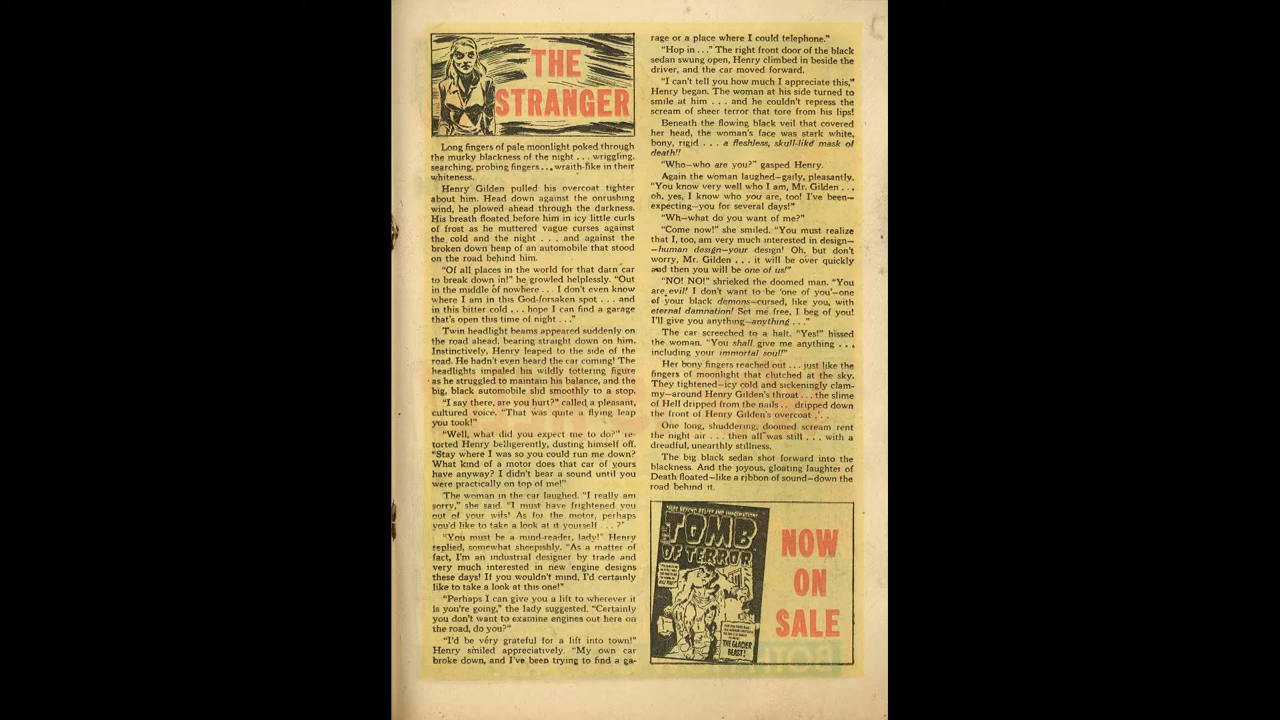 THE
STRANGER
Long fingers of pale moonlight poked through
the murky blackness of the night . . . wriggling,
searching, probing fingers . . . wraith-like in their
whiteness.
Henry Gilden pulled his overcoat tighter
about him. Head down against the onrushing
wind, he plowed ahead through the darkness.
His breath floated before him in icy little curls
of frost as he muttered vague curses against
the cold and the night . . . and against the
broken down heap of an automobile that stood
on the road behind him.
"Of all places in the world for that darn car
to break down in!" he growled helplessly. "Out
in the middle of nowhere . . . I don't even know
where I am in this God-forsaken spot . . . and
in this bitter cold . . . hope I can find a garage
that's open this time of night . . ."
Twin headlight beams appeared suddenly on
the road ahead, bearing straight down on him.
Instinctively, Henry leaped to the side of the
road. He hadn't even heard the car coming! The
headlights impaled his wildly tottering figure
as he struggled to maintain his balance, and the
big, black automobile slid smoothly to a stop.
"I say there, are you hurt?" called a pleasant,
cultured voice. "That was quite a flying leap
you took!"
"Well, what did you expect me to do?" re-
torted Henry belligerently, dusting himself off.
"Stay where I was so you could run me down?
What kind of a motor does that car of yours
have anyway? I didn't hear a sound until you
were practically on top of me!"
The woman in the car laughed. "I really am
sorry," she said. "I must have frightened you
out of your wits! As for the motor, perhaps
you'd like to take a look at it yourself . . . ?"
"You must be a mind-reader, lady!" Henry
replied, somewhat sheepishly. "As a matter of
fact, I'm an industrial designer by trade and
very much interested in new engine designs
these days! If you wouldn't mind, I'd certainly
like to take a look at this one!"
"Perhaps I can give you a lift to wherever it
is you're going," the lady suggested. "Certainly
you don't want to examine engines out here on
the road, do you?"
"I'd be very grateful for a lift into town!"
Henry smiled appreciatively. "My own car
broke down, and I've been trying to find a ga-
rage or a place where I could telephone."
"Hop in . . ." The right front door of the black
sedan swung open, Henry climbed in beside the
driver, and the car moved forward.
"I can't tell you how much I appreciate this,"
Henry began. The woman at his side turned to
smile at him . . . and he couldn't repress the
scream of sheer terror that tore from his lips!
Beneath the flowing black veil that covered
her head, the woman's face was stark white,
bony, rigid . . . a fleshless, skull-like mask of
death!!
"Who—who are you?" gasped Henry.
Again the woman laughed—gaily, pleasantly.
"You know very well who I am, Mr. Gilden . . .
oh, yes, I know who you are, too! I've been—
expecting—you for several days!"
"Wh—what do you want of me?"
"Come now!" she smiled. "You must realize
that I, too, am very much interested in design—
—human design—your design! Oh, but don't
worry, Mr. Gilden . . . it will be over quickly
and then you will be one of us!"
"NO! NO!" shrieked the doomed man. "You
are evil! I don't want to be 'one of you'—one
of your black demons—cursed, like you, with
eternal damnation! Set me free, I beg of you!
I'll give you anything—anything . . ."
The car screeched to a halt. "Yes!" hissed
the woman. "You shall give me anything . . .
including your immortal soul!"
Her bony fingers reached out . . . just like the
fingers of moonlight that clutched at the sky.
They tightened—icy cold and sickeningly clam-
my—around Henry Gilden's throat . . . the slime
of Hell dripped from the nails . . dripped down
the front of Henry Gilden's overcoat . . .
One long, shuddering, doomed scream rent
the night air . . . then all was still . . . with a
dreadful, unearthly stillness.
The big black sedan shot forward into the
blackness. And the joyous, gloating laughter of
Death floated—like a ribbon of sound—down the
road behind it.
TOMB
OF TERROR
THE GLACIER
BEAST!
NOW
ON
SALE